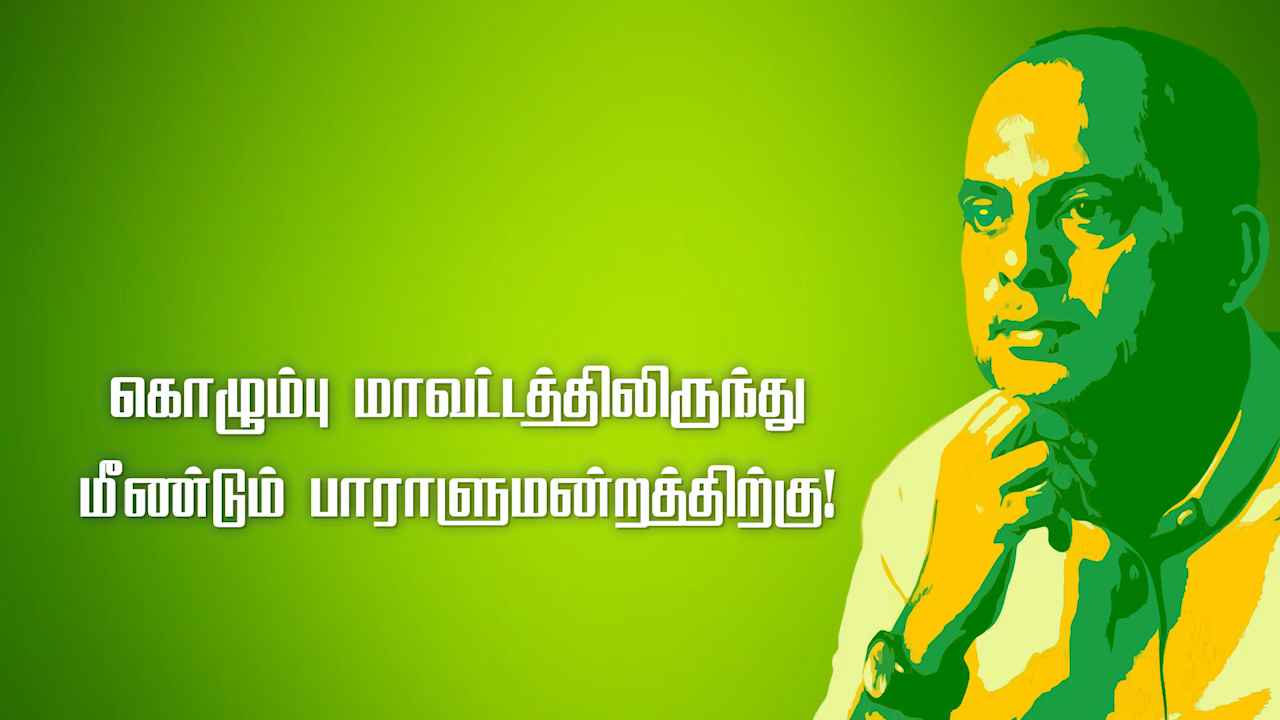 கொழும்பு மாவட்டத்திலிருந்து
மீண்டும் பாராளுமன்றத்திற்கு!